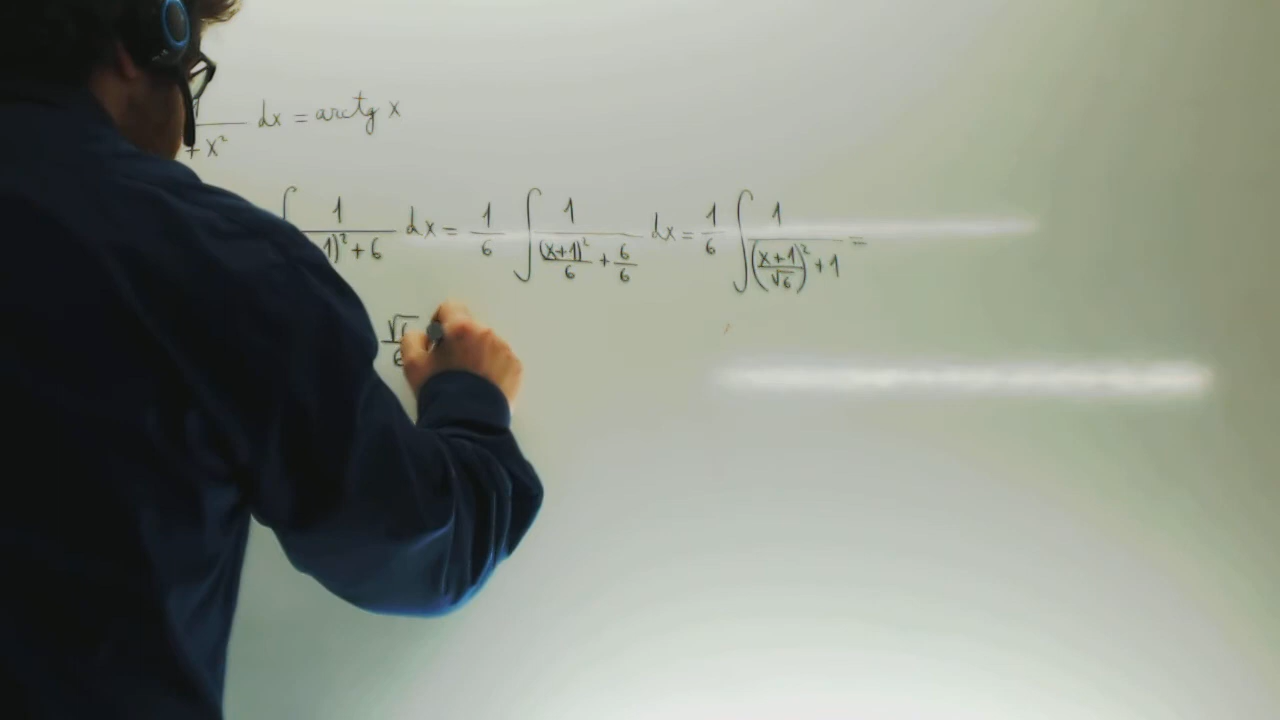 + x² dx = arctg x
∫ 1 / 1)² + 6 dx = 1/6 ∫ 1 / (x+1)²/6 + 6/6 dx = 1/6 ∫ 1 / ((x+1)/√6)² + 1 =